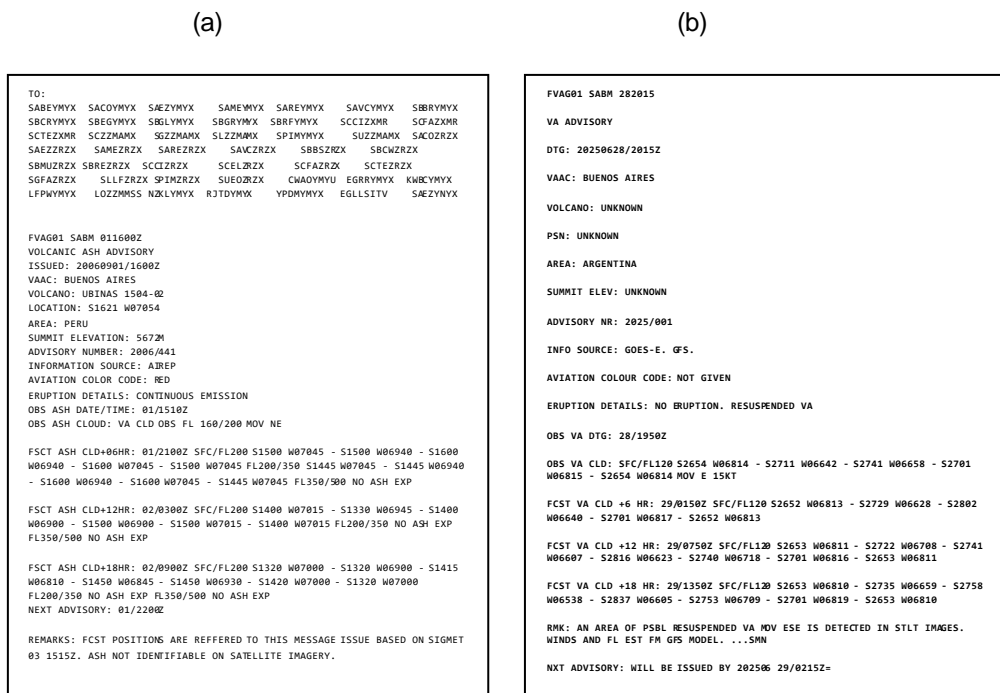 (a)
TO:
SABEYMYX SACOYMYX SAEZYMYX SAMEYMYX SAREYMYX SAVCYMYX SBBRYMYX
SBCRYMYX SBEGYMYX SBGLYMYX SBGRYMYX SBRFYMYX SCCIZXMR SCFAZXMR
SCTEZXMR SCZZMAMX SGZZMAMX SLZZMAMX SPIMYMYX SUZZMAMX SACOZRZX
SAEZZRZX SAMEZRZX SAREZRZX SAVCZRZX SBBSZRZX SBCWZRZX
SBMUZRZX SBREZRZX SCCIZRZX SCELZRZX SCFAZRZX SCTEZRZX
SGFAZRZX SLLFZRZX SPIMZRZX SUEOZRZX CWAOYMYU EGRRYMYX KWBCYMYX
LFPWYMYX LOZZMMSS NZKLYMYX RJTDYMYX YPDMYMYX EGLLSITV SAEZYNYX
FVAG01 SABM 011600Z
VOLCANIC ASH ADVISORY
ISSUED: 20060901/1600Z
VAAC: BUENOS AIRES
VOLCANO: UBINAS 1504-02
LOCATION: S1621 W07054
AREA: PERU
SUMMIT ELEVATION: 5672M
ADVISORY NUMBER: 2006/441
INFORMATION SOURCE: AIREP
AVIATION COLOR CODE: RED
ERUPTION DETAILS: CONTINUOUS EMISSION
OBS ASH DATE/TIME: 01/1510Z
OBS ASH CLOUD: VA CLD OBS FL 160/200 MOV NE
FSCT ASH CLD+06HR: 01/2100Z SFC/FL200 S1500 W07045 - S1500 W06940 - S1600
W06940 - S1600 W07045 - S1500 W07045 FL200/350 S1445 W07045 - S1445 W06940
- S1600 W06940 - S1600 W07045 - S1445 W07045 FL350/500 NO ASH EXP
FSCT ASH CLD+12HR: 02/0300Z SFC/FL200 S1400 W07015 - S1330 W06945 - S1400
W06900 - S1500 W06900 - S1500 W07015 - S1400 W07015 FL200/350 NO ASH EXP
FL350/500 NO ASH EXP
FSCT ASH CLD+18HR: 02/0900Z SFC/FL200 S1320 W07000 - S1320 W06900 - S1415
W06810 - S1450 W06845 - S1450 W06930 - S1420 W07000 - S1320 W07000
FL200/350 NO ASH EXP FL350/500 NO ASH EXP
NEXT ADVISORY: 01/2200Z
REMARKS: FCST POSITIONS ARE REFFERED TO THIS MESSAGE ISSUE BASED ON SIGMET
03 1515Z. ASH NOT IDENTIFIABLE ON SATELLITE IMAGERY.
(b)
FVAG01 SABM 282015
VA ADVISORY
DTG: 20250628/2015Z
VAAC: BUENOS AIRES
VOLCANO: UNKNOWN
PSN: UNKNOWN
AREA: ARGENTINA
SUMMIT ELEV: UNKNOWN
ADVISORY NR: 2025/001
INFO SOURCE: GOES-E. GFS.
AVIATION COLOUR CODE: NOT GIVEN
ERUPTION DETAILS: NO ERUPTION. RESUSPENDED VA
OBS VA DTG: 28/1950Z
OBS VA CLD: SFC/FL120 S2654 W06814 - S2711 W06642 - S2741 W06658 - S2701
W06815 - S2654 W06814 MOV E 15KT
FCST VA CLD +6 HR: 29/0150Z SFC/FL120 S2652 W06813 - S2729 W06628 - S2802
W06640 - S2701 W06817 - S2652 W06813
FCST VA CLD +12 HR: 29/0750Z SFC/FL120 S2653 W06811 - S2722 W06708 - S2741
W06607 - S2816 W06623 - S2740 W06718 - S2701 W06816 - S2653 W06811
FCST VA CLD +18 HR: 29/1350Z SFC/FL120 S2653 W06810 - S2735 W06659 - S2758
W06538 - S2837 W06605 - S2753 W06709 - S2701 W06819 - S2653 W06810
RMK: AN AREA OF PSBL RESUSPENDED VA MOV ESE IS DETECTED IN STLT IMAGES.
WINDS AND FL EST FM GFS MODEL. ...SMN
NXT ADVISORY: WILL BE ISSUED BY 202506 29/0215Z=